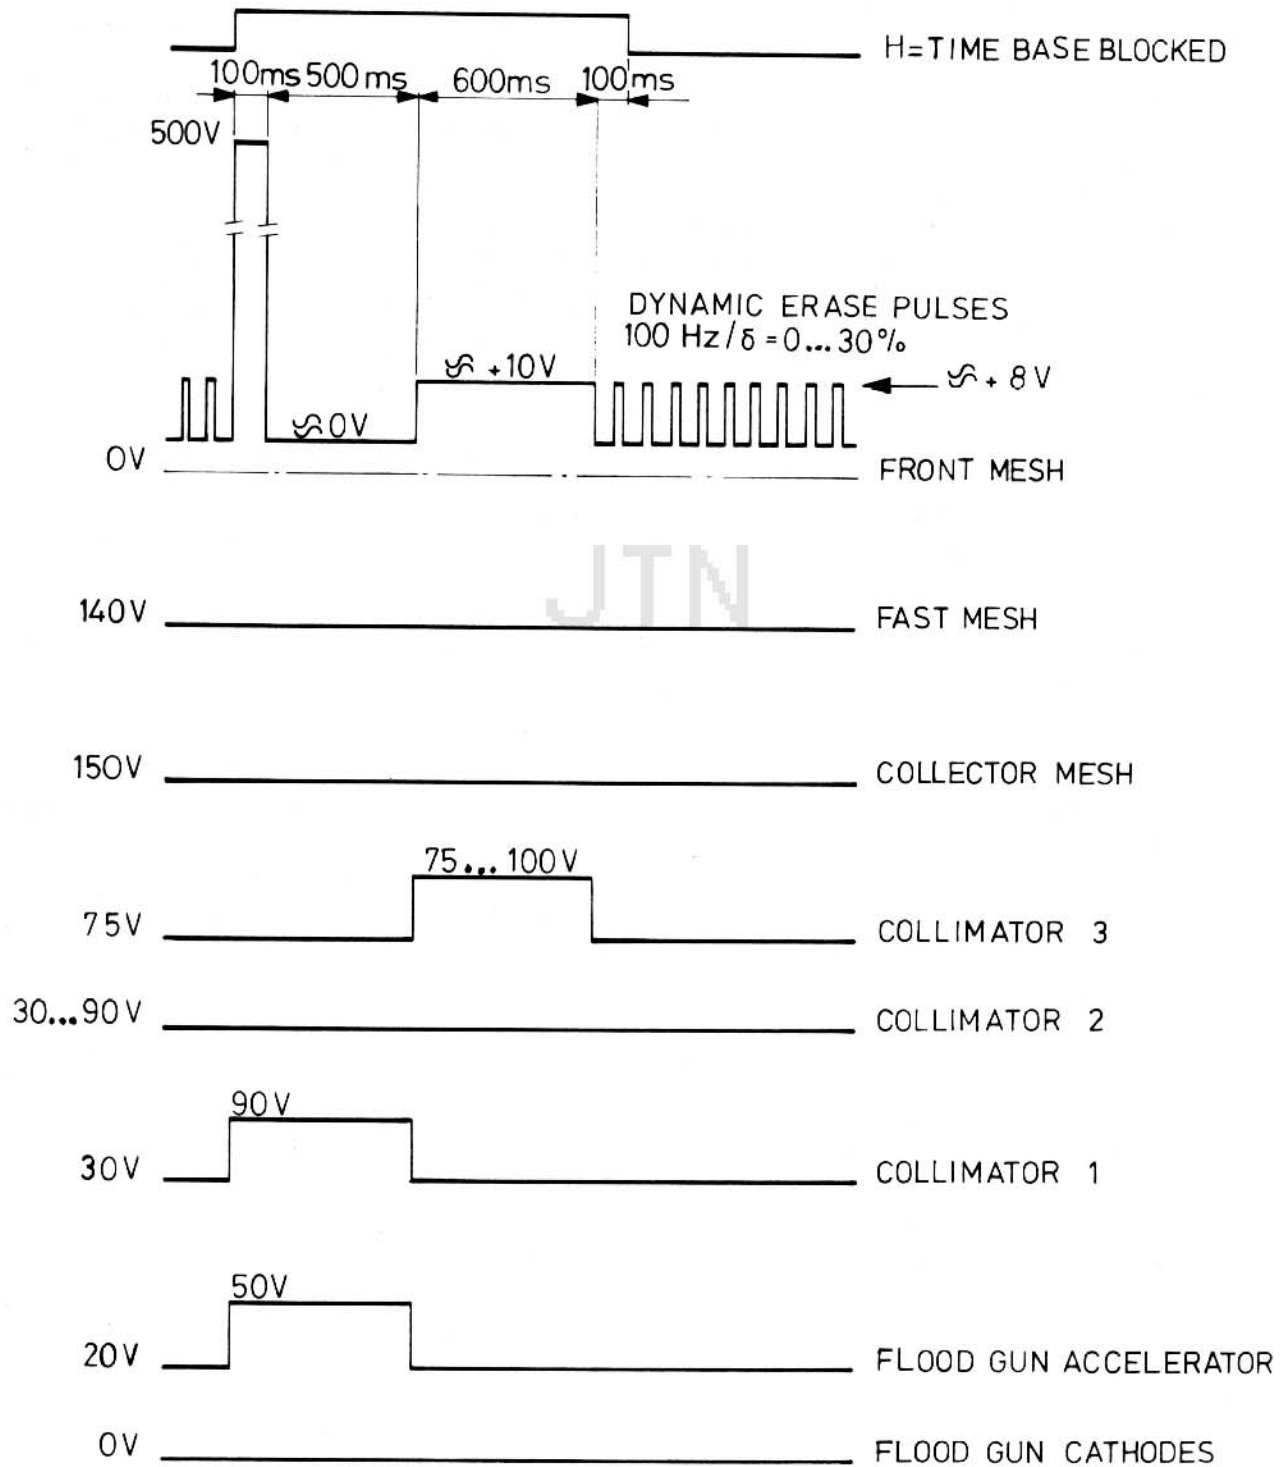 H=TIME BASE BLOCKED
100ms 500ms 600ms 100ms
500V
DYNAMIC ERASE PULSES
100 Hz/δ = 0...30%
+10V
+ 8V
0V
0V
FRONT MESH
JTN
140V
FAST MESH
150V
COLLECTOR MESH
75...100V
75V
COLLIMATOR 3
30...90V
COLLIMATOR 2
90V
30V
COLLIMATOR 1
50V
20V
FLOOD GUN ACCELERATOR
0V
FLOOD GUN CATHODES